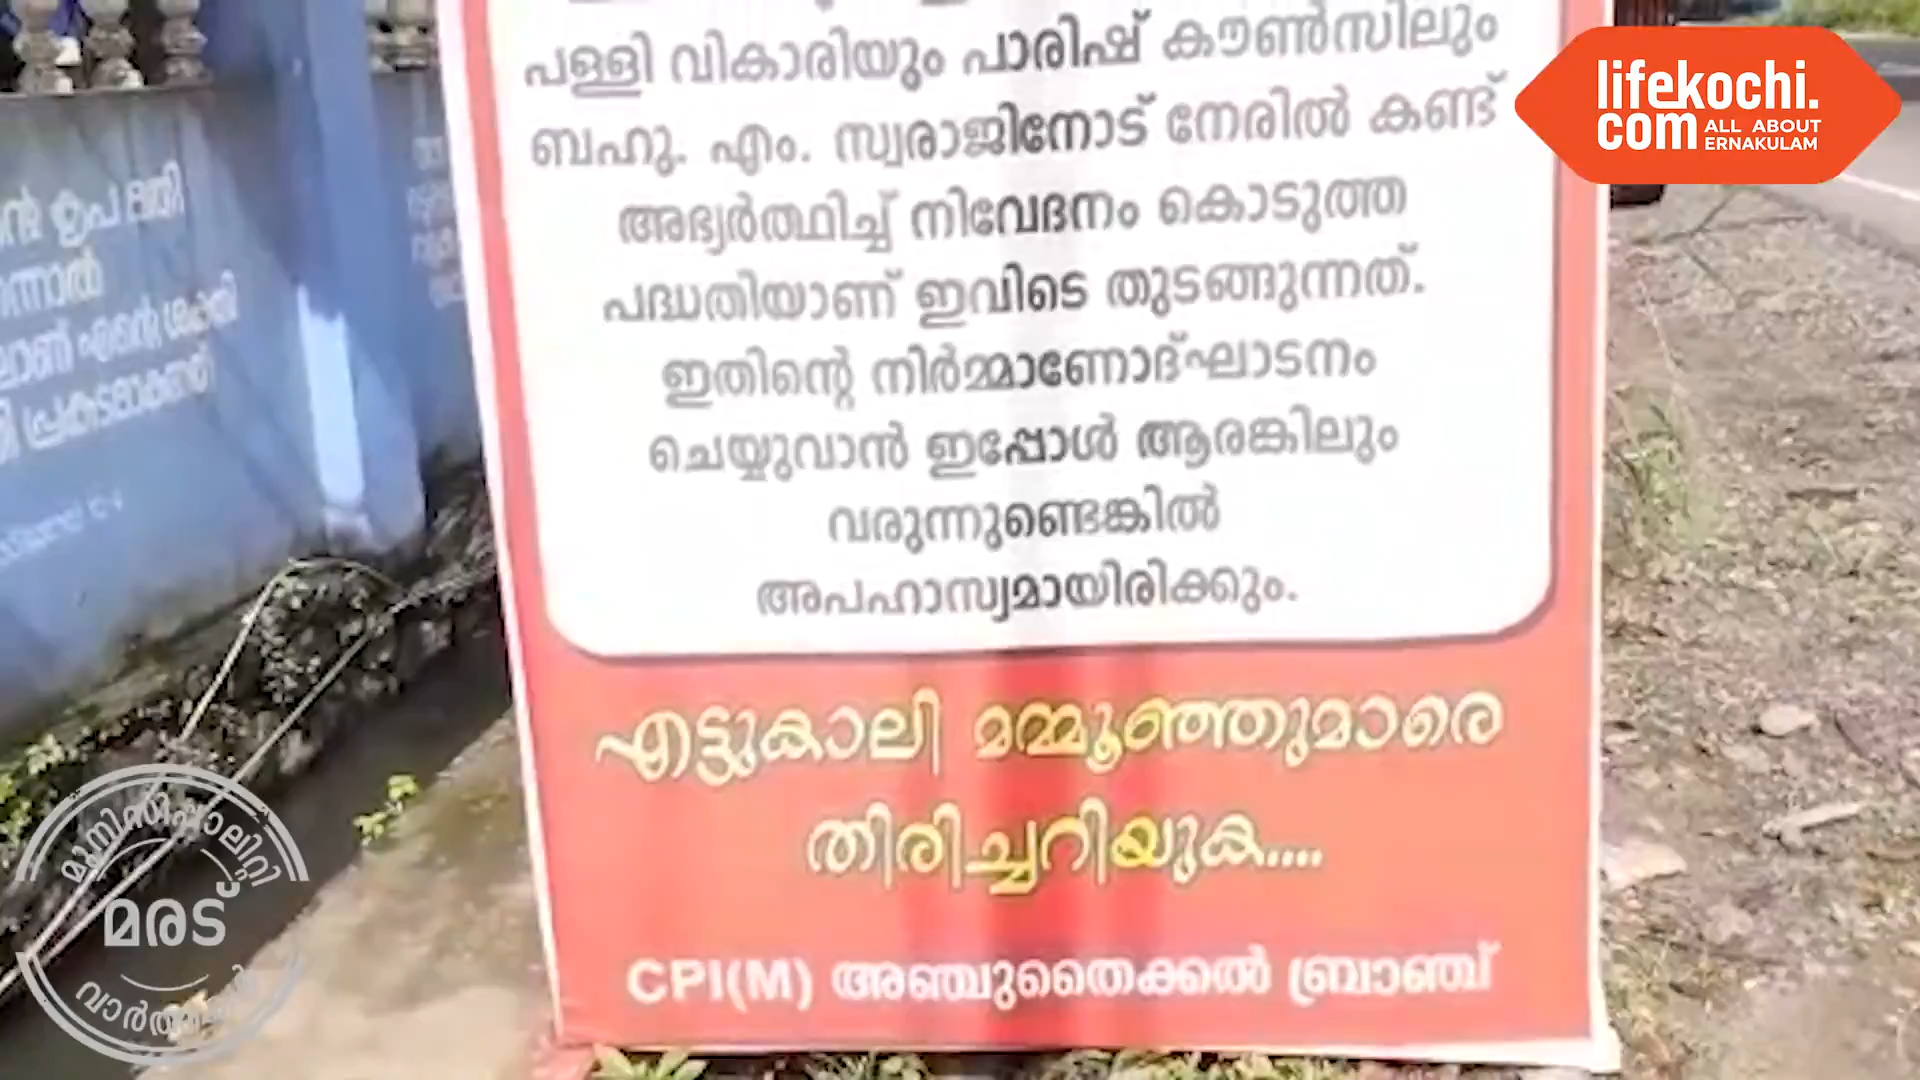 പള്ളി വികാരിയും പാരിഷ് കൗൺസിലും
ബഹു. എം. സ്വരാജിനോട് നേരിൽ കണ്ട്
അഭ്യർത്ഥിച്ച് നിവേദനം കൊടുത്ത
പദ്ധതിയാണ് ഇവിടെ തുടങ്ങുന്നത്.
ഇതിന്റെ നിർമ്മാണോദ്ഘാടനം
ചെയ്യുവാൻ ഇപ്പോൾ ആരങ്കിലും
വരുന്നുണ്ടെങ്കിൽ
അപഹാസ്യമായിരിക്കും.
എട്ടുകാലി മമ്മൂഞ്ഞുമാരെ
തിരിച്ചറിയുക....
CPI(M) അഞ്ചുതൈക്കൽ ബ്രാഞ്ച്
lifekochi.
com ALL ABOUT
ERNAKULAM
മുനിസിപ്പാലിറ്റി
മരട്